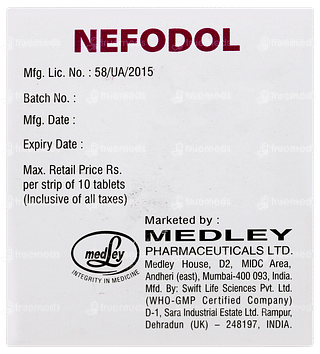 NEFODOL
Mfg. Lic. No. : 58/UA/2015
Batch No. :
Mfg. Date :
Expiry Date :
Max. Retail Price Rs.
per strip of 10 tablets
(Inclusive of all taxes)
Marketed by :
MEDLEY
PHARMACEUTICALS LTD.
Medley House, D2, MIDC Area,
Andheri (east), Mumbai-400 093, India.
Mfd. By: Swift Life Sciences Pvt. Ltd.
(WHO-GMP Certified Company)
D-1, Sara Industrial Estate Ltd. Rampur,
Dehradun (UK) – 248197, INDIA.
medley
INTEGRITY IN MEDICINE